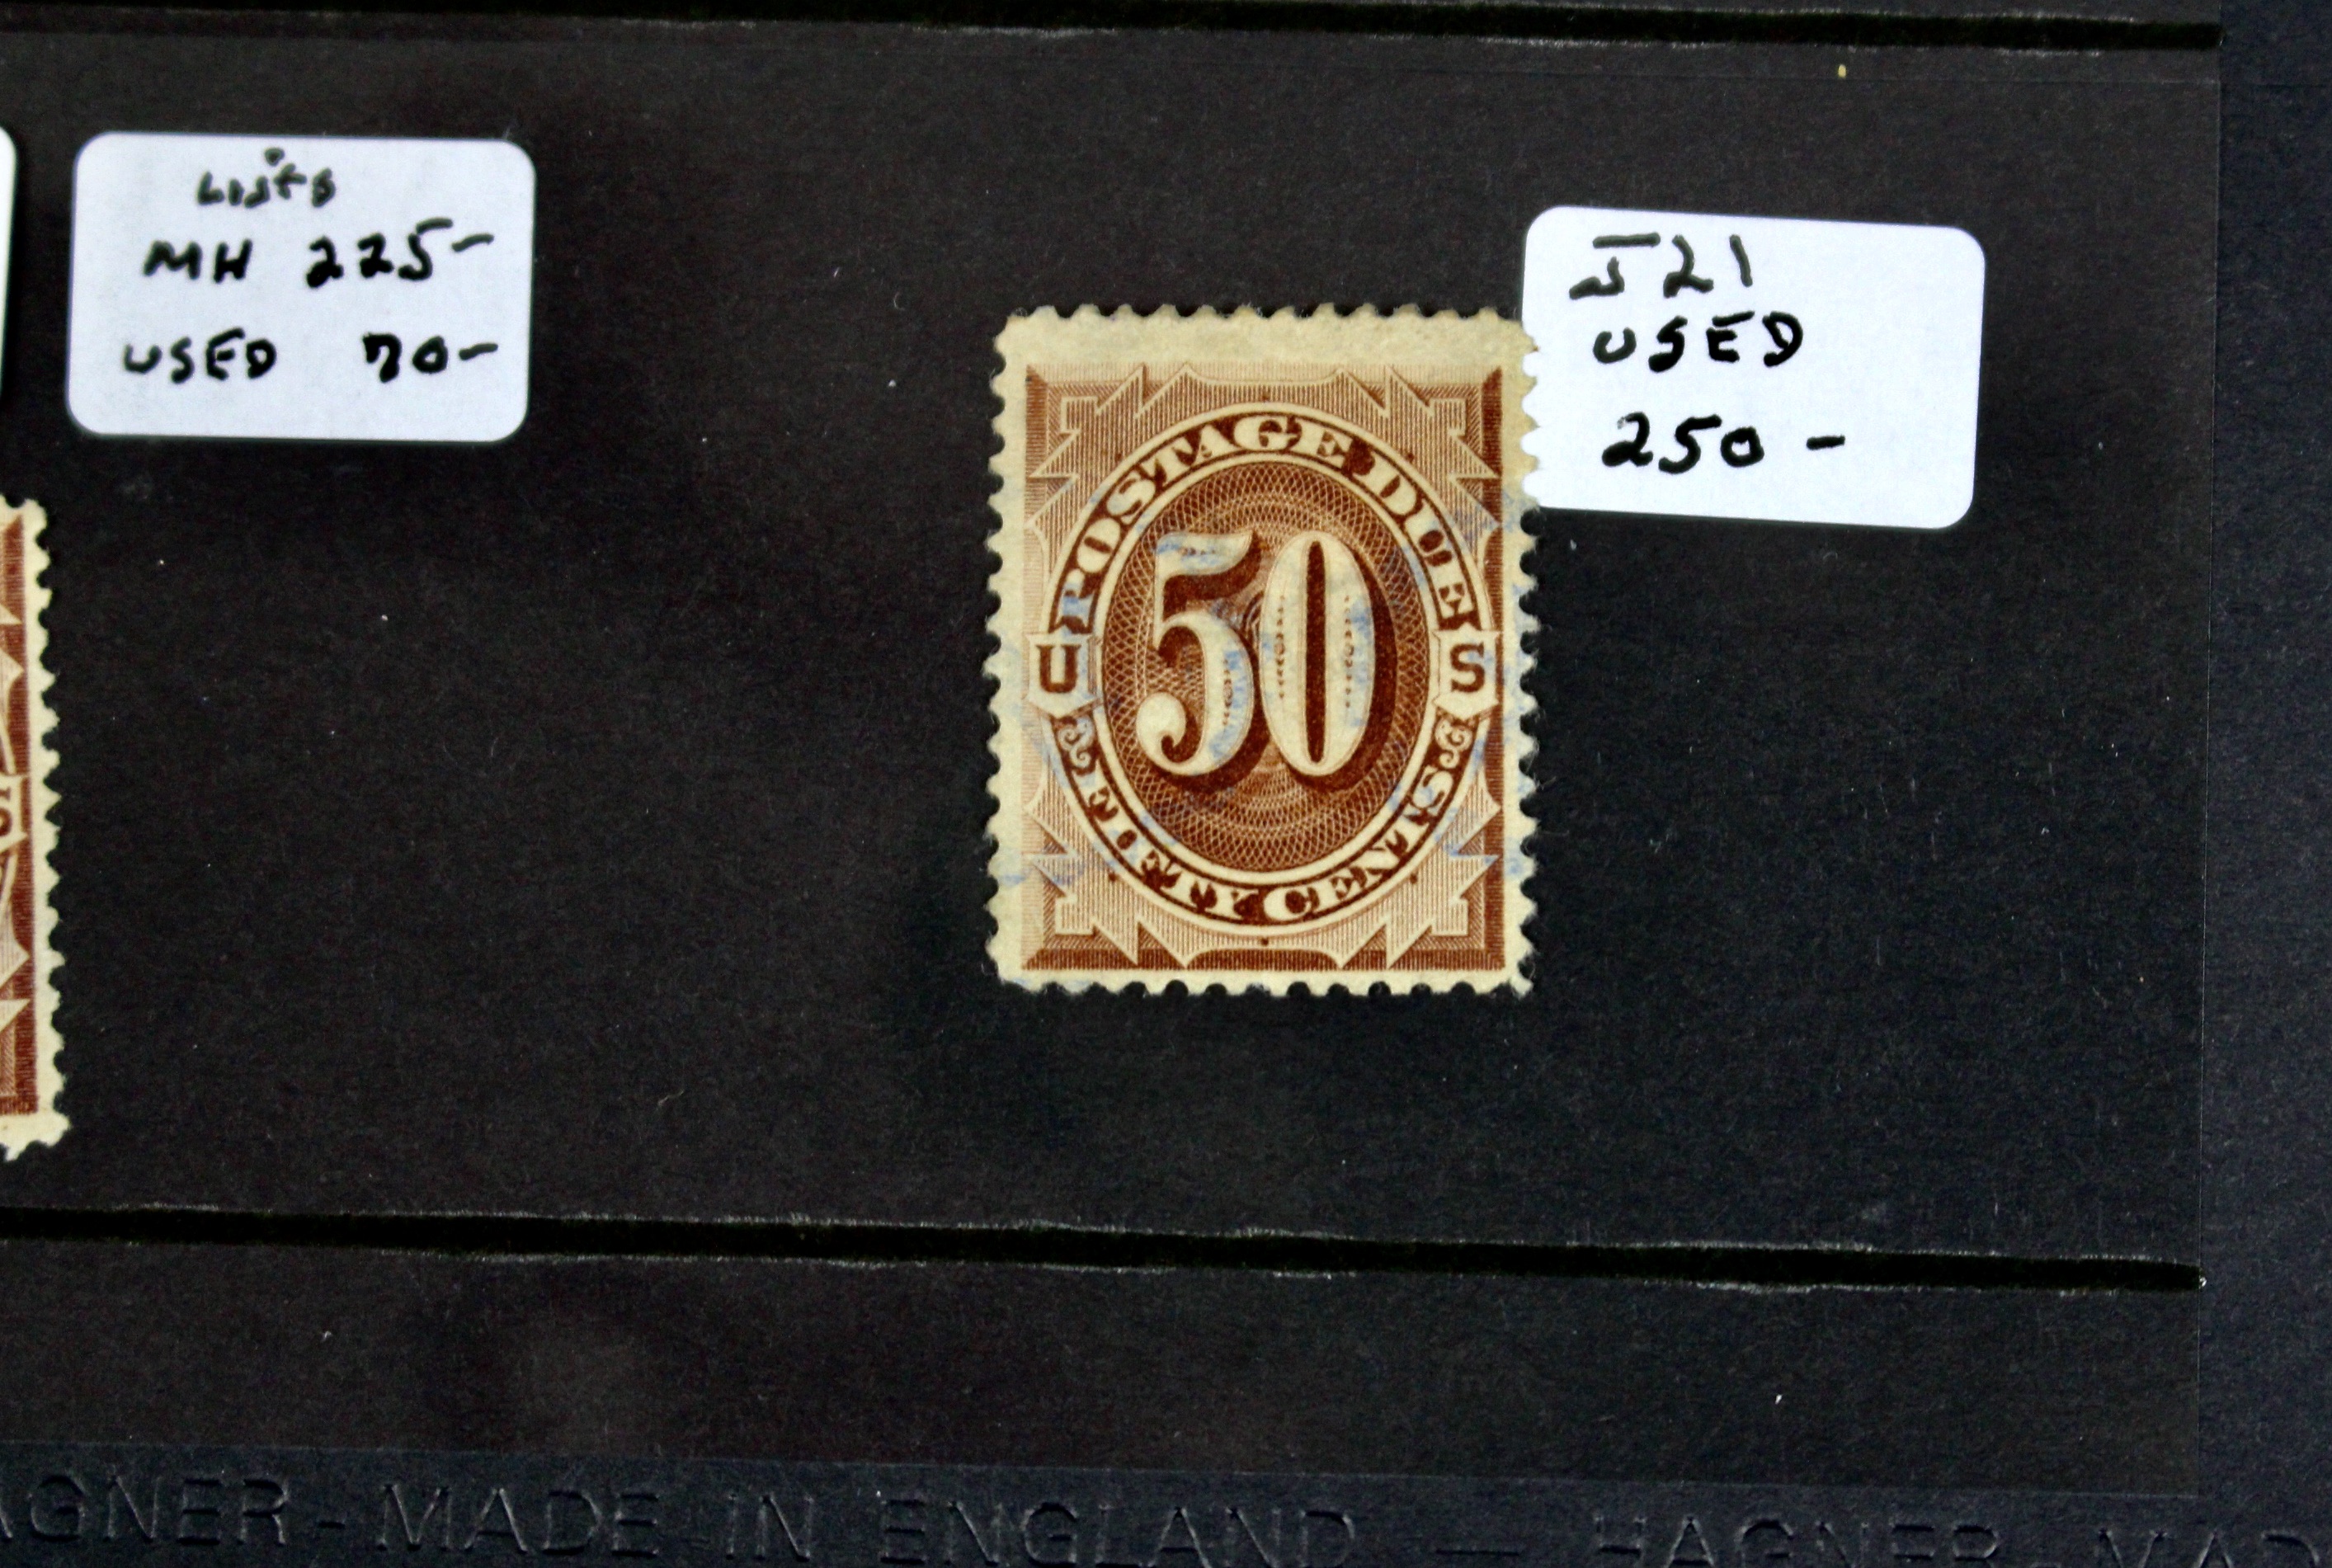 Lists
MH 225-
USED 70-
J21
USED
250-
POSTAGE DUE
50
U S
FIFTY CENTS
AGNER-MADE-IN ENGLAND — HAGNER-MAD